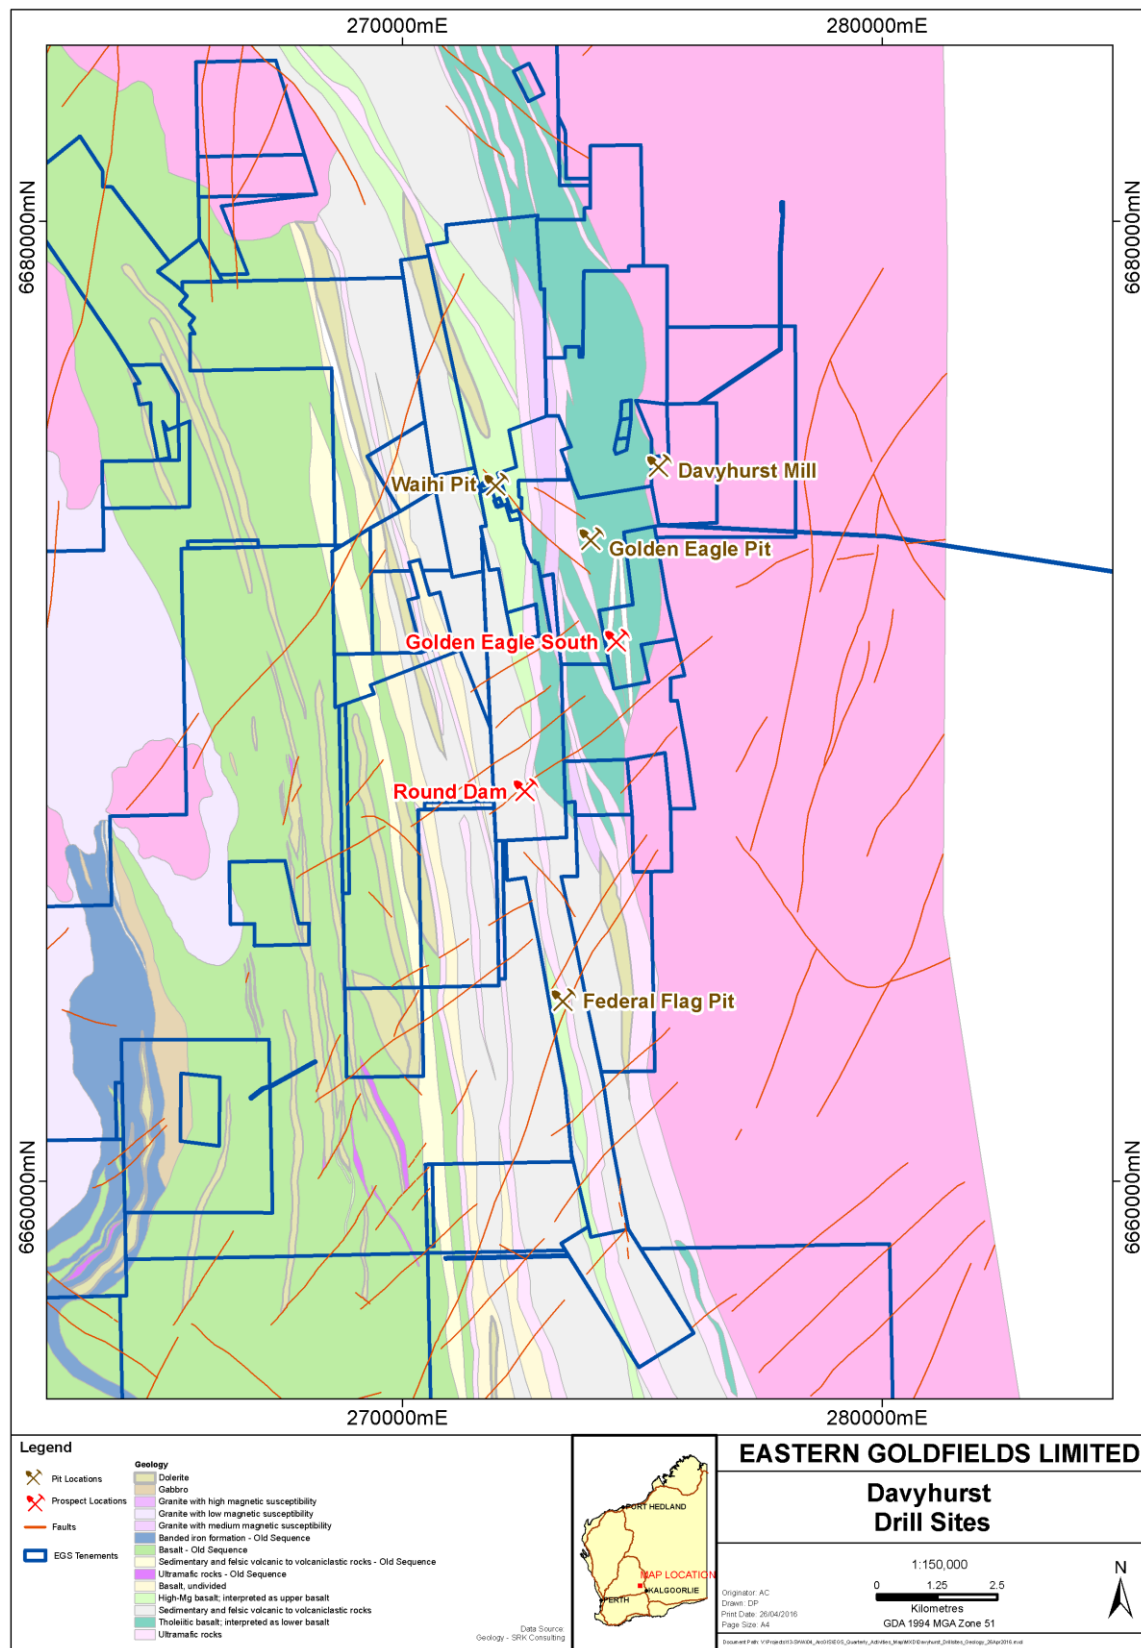 270000mE
280000mE
6680000mN
6680000mN
Waihi Pit
Davyhurst Mill
Golden Eagle Pit
Golden Eagle South
Round Dam
Federal Flag Pit
6660000mN
6660000mN
270000mE
280000mE
Legend
Pit Locations
Prospect Locations
Faults
EGS Tenements
Geology
Dolerite
Gabbro
Granite with high magnetic susceptibility
Granite with low magnetic susceptibility
Granite with medium magnetic susceptibility
Banded iron formation - Old Sequence
Basalt - Old Sequence
Sedimentary and felsic volcanic to volcaniclastic rocks - Old Sequence
Ultramafic rocks - Old Sequence
Basalt, undivided
High-Mg basalt; interpreted as upper basalt
Sedimentary and felsic volcanic to volcaniclastic rocks
Tholeiitic basalt; interpreted as lower basalt
Ultramafic rocks
Data Source:
Geology - SRK Consulting
PORT HEDLAND
MAP LOCATION
KALGOORLIE
PERTH
EASTERN GOLDFIELDS LIMITED
Davyhurst
Drill Sites
1:150,000
0 1.25 2.5
Kilometres
GDA 1994 MGA Zone 51
N
Originator: AC
Drawn: DP
Print Date: 26/04/2016
Page Size: A4